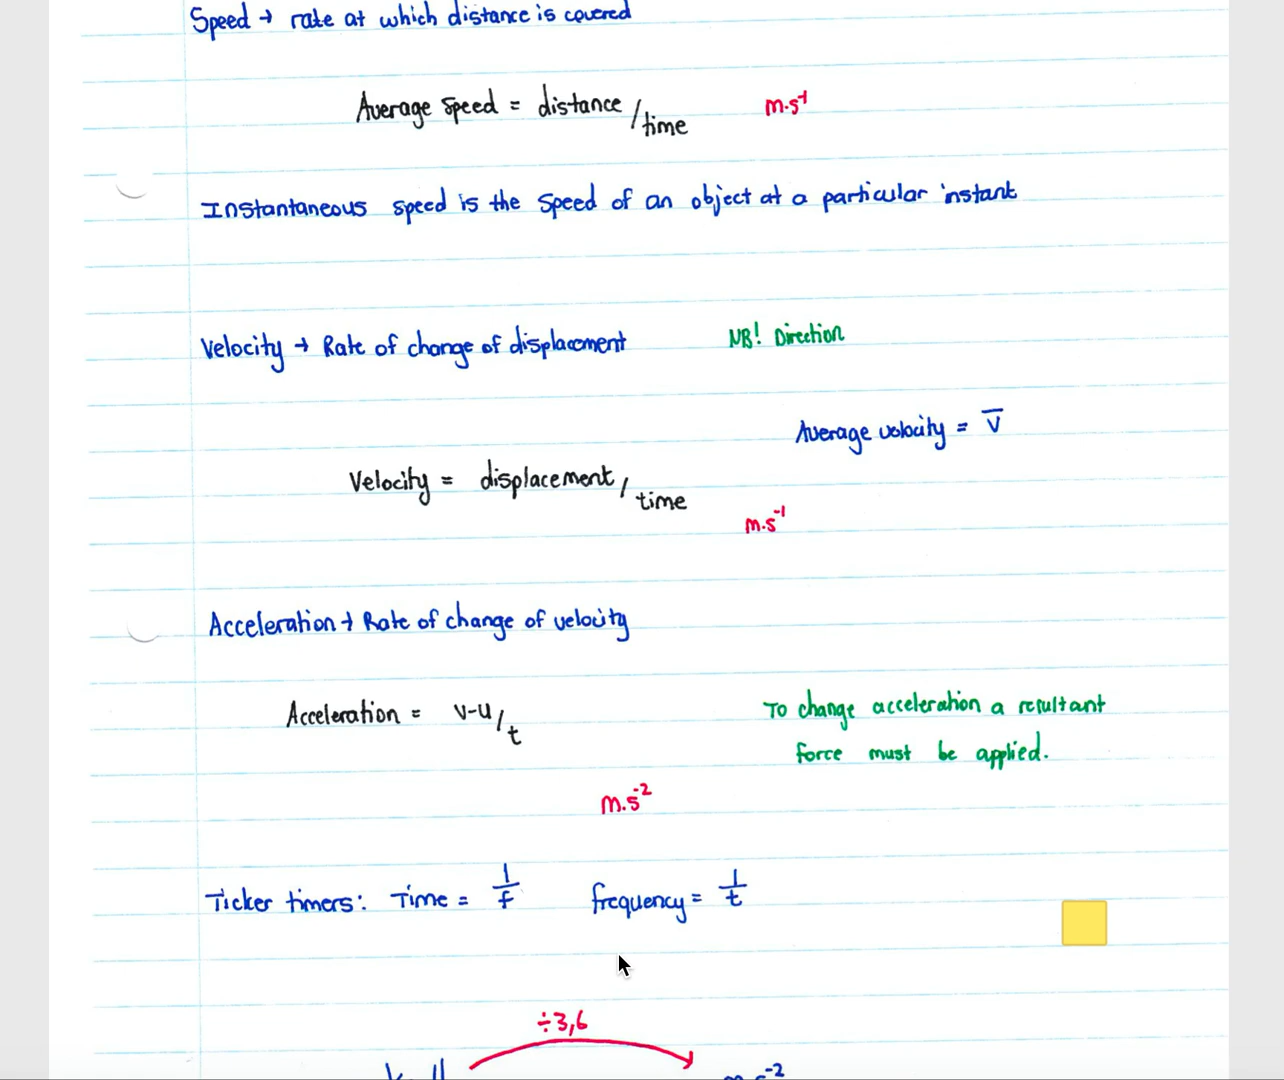 Speed → rate at which distance is covered
Average speed = distance / time m.s⁻¹
Instantaneous speed is the speed of an object at a particular instant
Velocity → Rate of change of displacement NB! Direction
Average velocity = v̅
Velocity = displacement / time
m.s⁻¹
Acceleration → Rate of change of velocity
Acceleration = v-u / t
To change acceleration a resultant
force must be applied.
m.s⁻²
Ticker timers: Time = 1/f frequency = 1/t
÷3,6